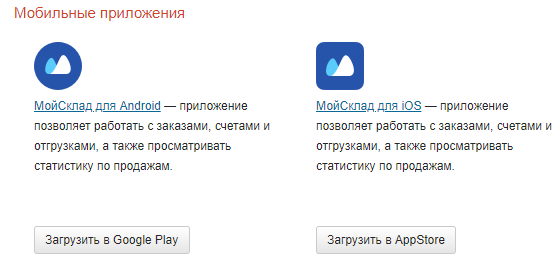 Мобильные приложения
МойСклад для Android — приложение
позволяет работать с заказами, счетами и
отгрузками, а также просматривать
статистику по продажам.
Загрузить в Google Play
МойСклад для iOS — приложение
позволяет работать с заказами, счетами и
отгрузками, а также просматривать
статистику по продажам.
Загрузить в AppStore